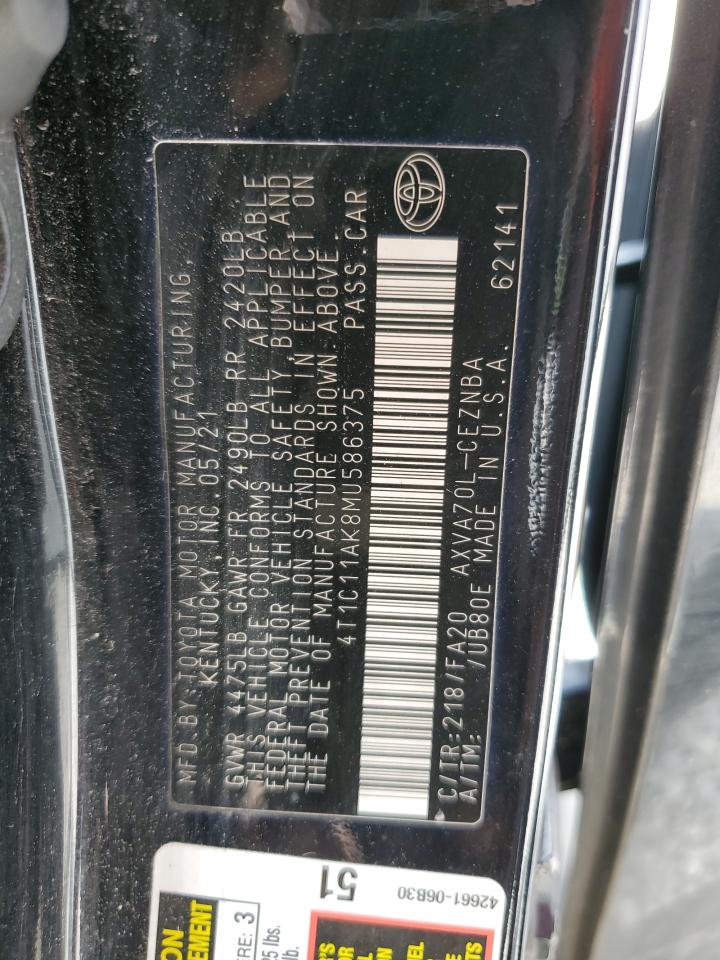 MFD.BY:TOYOTA MOTOR MANUFACTURING,
KENTUCKY, INC.05/21
GVWR 4475LB GAWR FR 2490LB RR 2420LB
THIS VEHICLE CONFORMS TO ALL APPLICABLE
FEDERAL MOTOR VEHICLE SAFETY,BUMPER,AND
THEFT PREVENTION STANDARDS IN EFFECT ON
THE DATE OF MANUFACTURE SHOWN ABOVE.
4T1C11AK8MU586375 PASS.CAR
C/TR:218/FA20 AXVA70L-CEZNBA
A/TM: /UB80E MADE IN U.S.A. 62141
51
42661-06B30
3
lb.